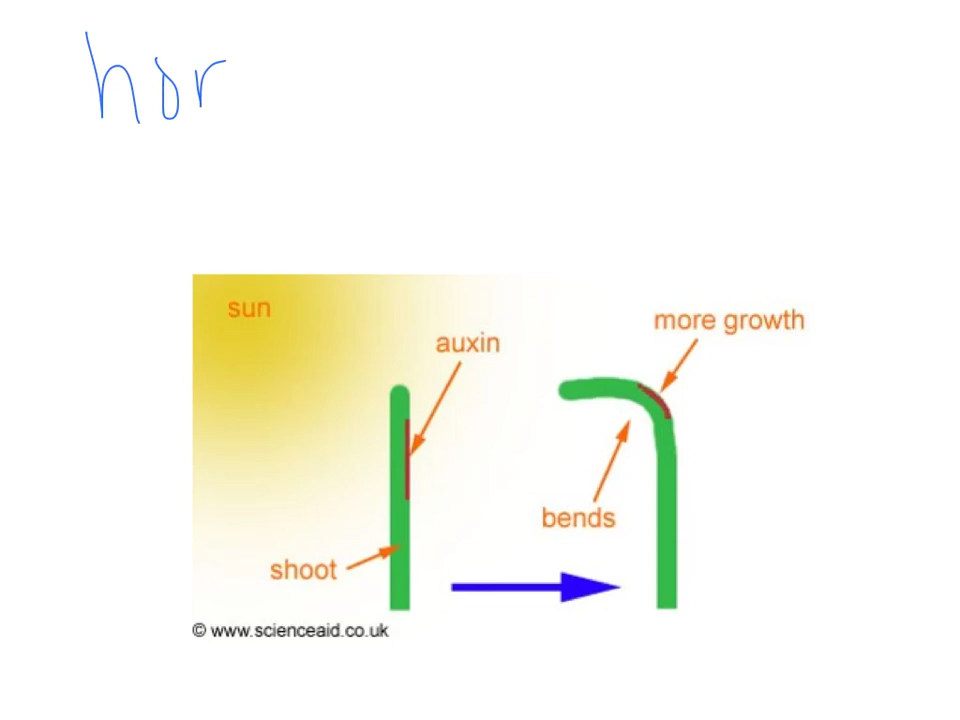 hor
sun
more growth
auxin
bends
shoot
© www.scienceaid.co.uk